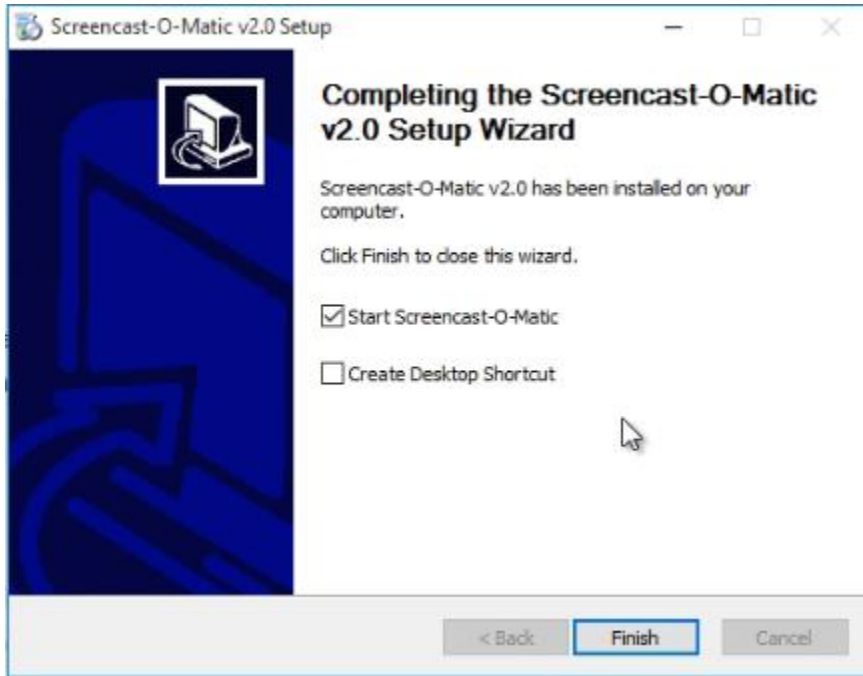 Screencast-O-Matic v2.0 Setup
Completing the Screencast-O-Matic
v2.0 Setup Wizard
Screencast-O-Matic v2.0 has been installed on your
computer.
Click Finish to close this wizard.
Start Screencast-O-Matic
Create Desktop Shortcut
< Back Finish Cancel